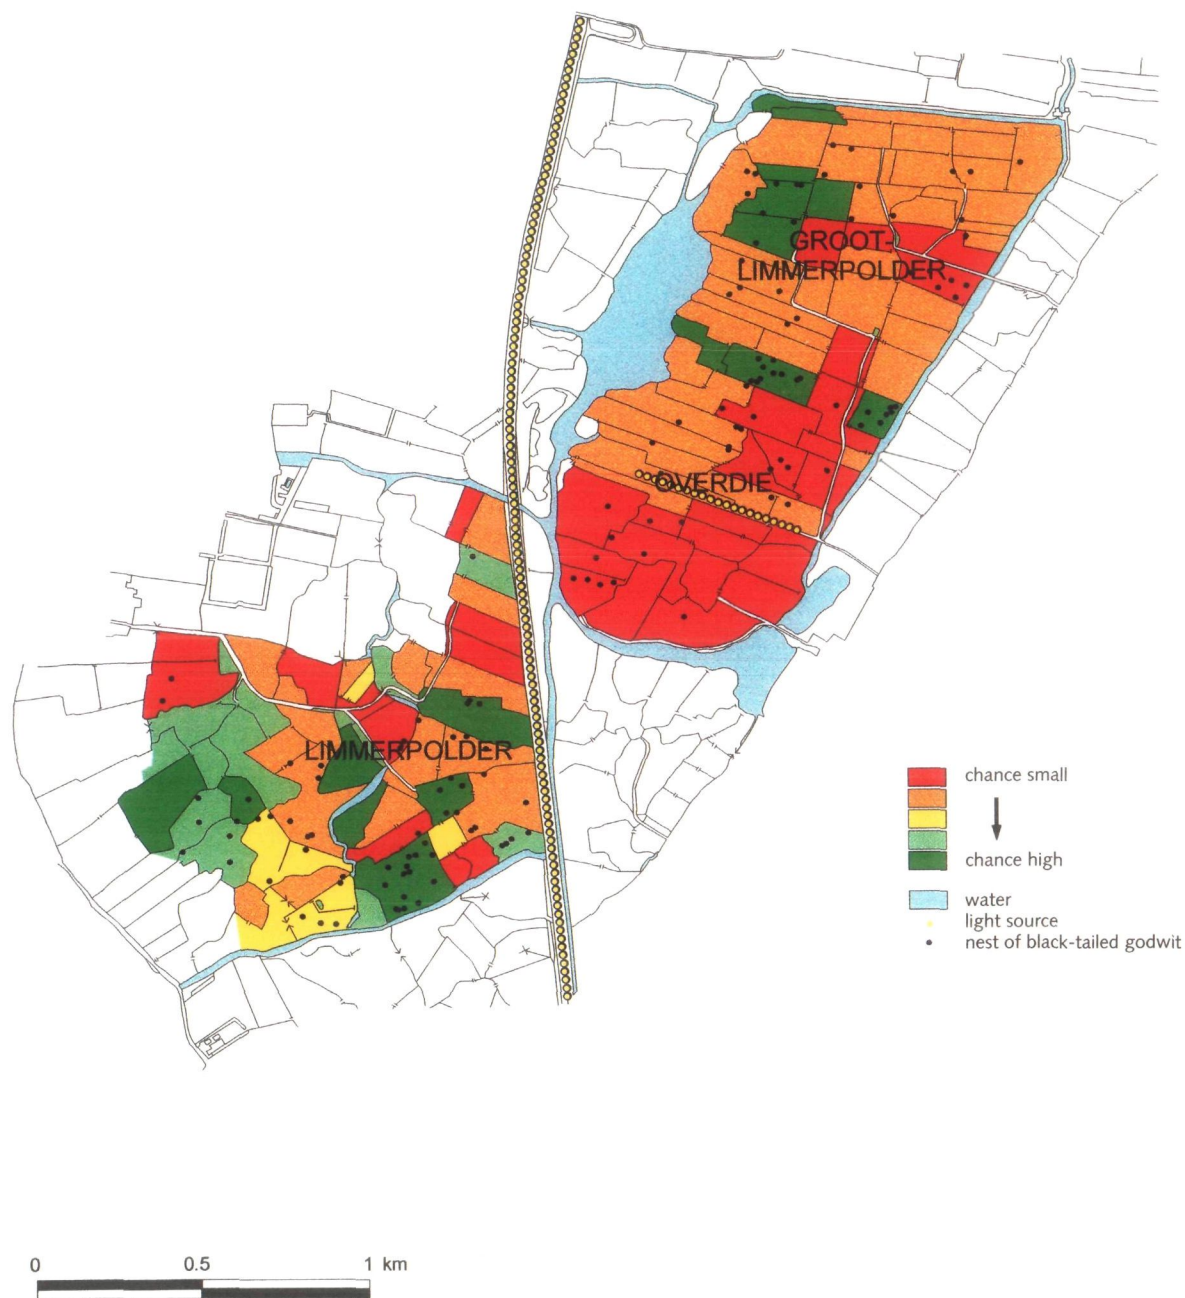 GROOT-
LIMMERPOLDER
OVERDIE
LIMMERPOLDER
chance small
chance high
water
light source
nest of black-tailed godwit
0 0.5 1 km